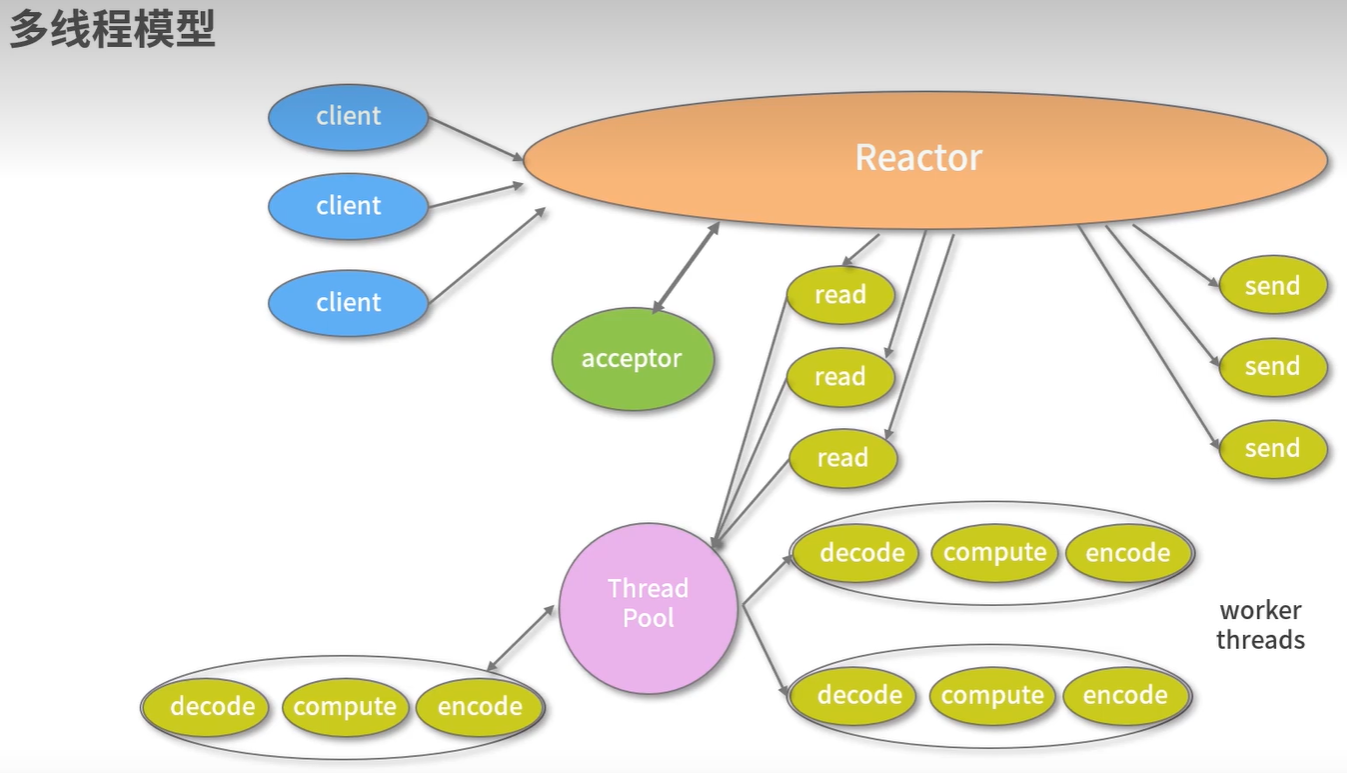 多线程模型
client
client
client
Reactor
acceptor
read
read
read
send
send
send
Thread
Pool
decode compute encode
decode compute encode
decode compute encode
worker
threads